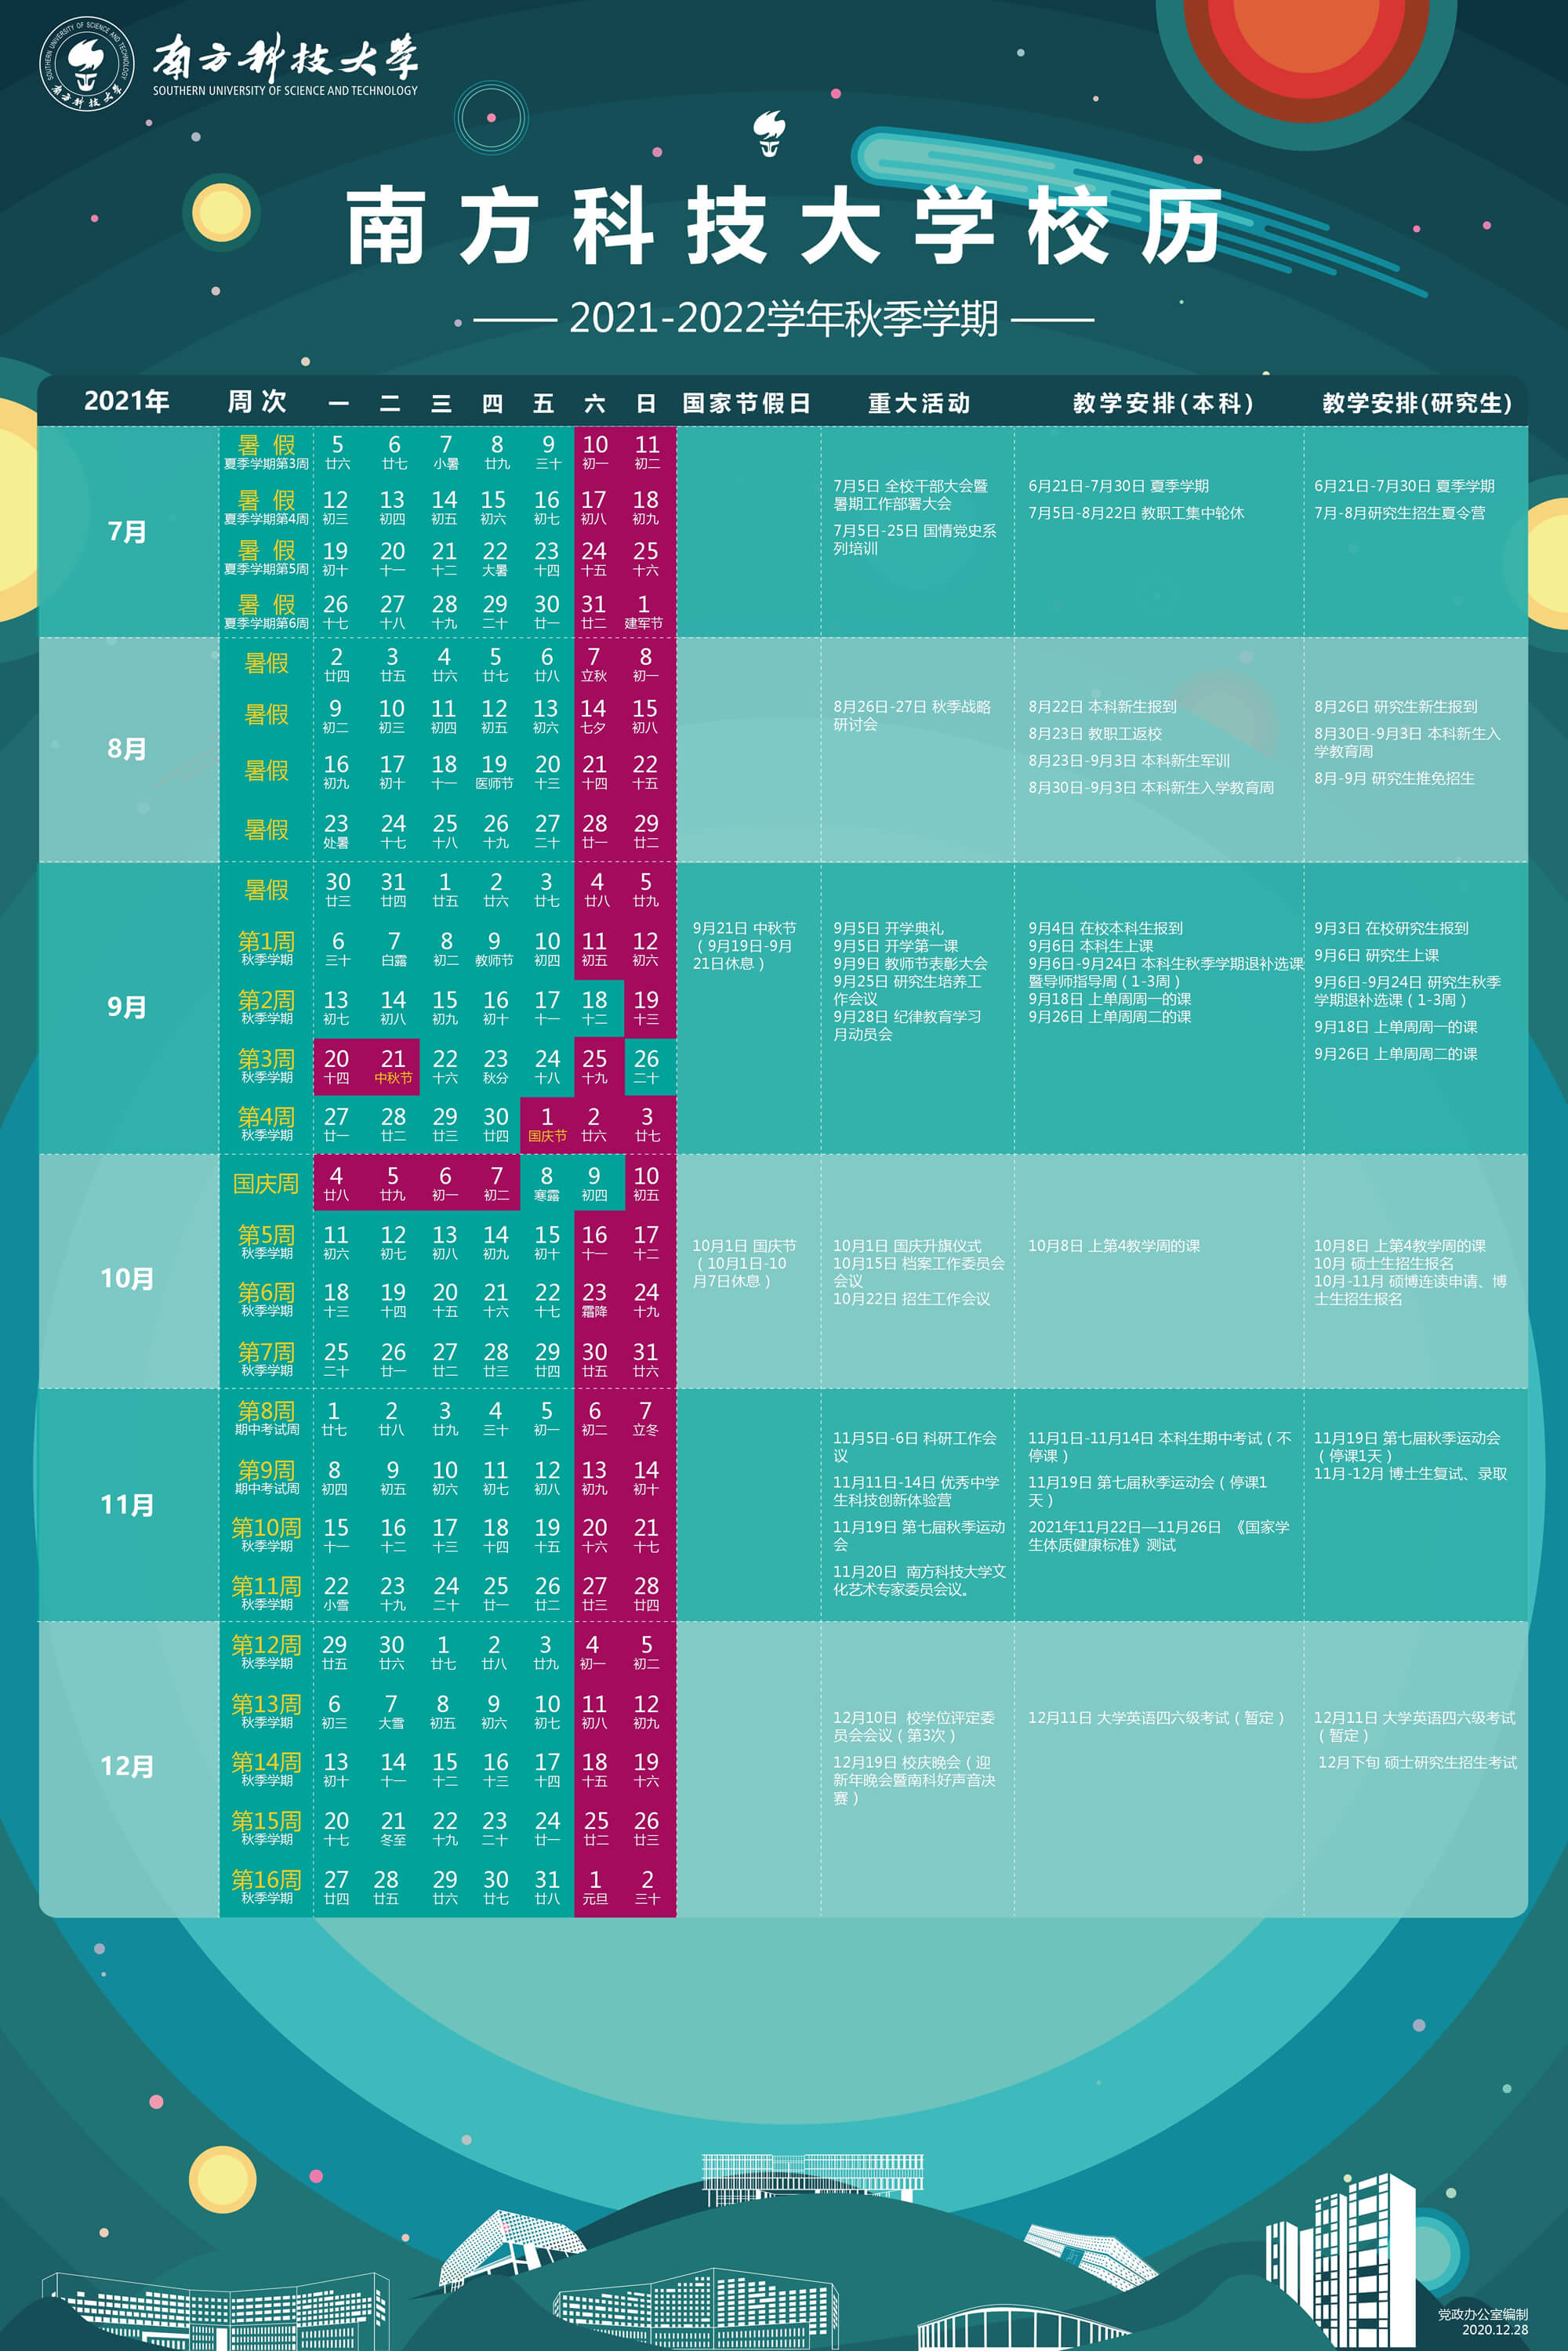 SOUTHERN UNIVERSITY OF SCIENCE AND TECHNOLOGY
南方科技大学
南方科技大学
SOUTHERN UNIVERSITY OF SCIENCE AND TECHNOLOGY
南方科技大学校历
2021-2022学年秋季学期
2021年 周次 一 二 三 四 五 六 日 国家节假日 重大活动 教学安排(本科) 教学安排(研究生)
7月
暑 假 5 6 7 8 9 10 11
夏季学期第3周 廿六 廿七 小暑 廿九 三十 初一 初二
暑 假 12 13 14 15 16 17 18
夏季学期第4周 初三 初四 初五 初六 初七 初八 初九
暑 假 19 20 21 22 23 24 25
夏季学期第5周 初十 十一 十二 大暑 十四 十五 十六
暑 假 26 27 28 29 30 31 1
夏季学期第6周 十七 十八 十九 二十 廿一 廿二 建军节
7月5日 全校干部大会暨
暑期工作部署大会
7月5日-25日 国情党史系
列培训
6月21日-7月30日 夏季学期
7月5日-8月22日 教职工集中轮休
6月21日-7月30日 夏季学期
7月-8月研究生招生夏令营
8月
暑假 2 3 4 5 6 7 8
廿四 廿五 廿六 廿七 廿八 立秋 初一
暑假 9 10 11 12 13 14 15
初二 初三 初四 初五 初六 七夕 初八
暑假 16 17 18 19 20 21 22
初九 初十 十一 医师节 十三 十四 十五
暑假 23 24 25 26 27 28 29
处暑 十七 十八 十九 二十 廿一 廿二
8月26日-27日 秋季战略
研讨会
8月22日 本科新生报到
8月23日 教职工返校
8月23日-9月3日 本科新生军训
8月30日-9月3日 本科新生入学教育周
8月26日 研究生新生报到
8月30日-9月3日 本科新生入
学教育周
8月-9月 研究生推免招生
9月
暑假 30 31 1 2 3 4 5
廿三 廿四 廿五 廿六 廿七 廿八 廿九
第1周 6 7 8 9 10 11 12
秋季学期 三十 白露 初二 教师节 初四 初五 初六
第2周 13 14 15 16 17 18 19
秋季学期 初七 初八 初九 初十 十一 十二 十三
第3周 20 21 22 23 24 25 26
秋季学期 十四 中秋节 十六 秋分 十八 十九 二十
第4周 27 28 29 30 1 2 3
秋季学期 廿一 廿二 廿三 廿四 国庆节 廿六 廿七
9月21日 中秋节
（9月19日-9月
21日休息）
9月5日 开学典礼
9月5日 开学第一课
9月9日 教师节表彰大会
9月25日 研究生培养工
作会议
9月28日 纪律教育学习
月动员会
9月4日 在校本科生报到
9月6日 本科生上课
9月6日-9月24日 本科生秋季学期退补选课
暨导师指导周（1-3周）
9月18日 上单周周一的课
9月26日 上单周周二的课
9月3日 在校研究生报到
9月6日 研究生上课
9月6日-9月24日 研究生秋季
学期退补选课（1-3周）
9月18日 上单周周一的课
9月26日 上单周周二的课
10月
国庆周 4 5 6 7 8 9 10
廿八 廿九 初一 初二 寒露 初四 初五
第5周 11 12 13 14 15 16 17
秋季学期 初六 初七 初八 初九 初十 十一 十二
第6周 18 19 20 21 22 23 24
秋季学期 十三 十四 十五 十六 十七 霜降 十九
第7周 25 26 27 28 29 30 31
秋季学期 二十 廿一 廿二 廿三 廿四 廿五 廿六
10月1日 国庆节
（10月1日-10
月7日休息）
10月1日 国庆升旗仪式
10月15日 档案工作委员会
会议
10月22日 招生工作会议
10月8日 上第4教学周的课
10月8日 上第4教学周的课
10月 硕士生招生报名
10月-11月 硕博连读申请、博
士生招生报名
11月
第8周 1 2 3 4 5 6 7
期中考试周 廿七 廿八 廿九 三十 初一 初二 立冬
第9周 8 9 10 11 12 13 14
期中考试周 初四 初五 初六 初七 初八 初九 初十
第10周 15 16 17 18 19 20 21
秋季学期 十一 十二 十三 十四 十五 十六 十七
第11周 22 23 24 25 26 27 28
秋季学期 小雪 十九 二十 廿一 廿二 廿三 廿四
11月5日-6日 科研工作会
议
11月11日-14日 优秀中学
生科技创新体验营
11月19日 第七届秋季运动
会
11月20日 南方科技大学文
化艺术专家委员会议。
11月1日-11月14日 本科生期中考试（不
停课）
11月19日 第七届秋季运动会（停课1
天）
2021年11月22日—11月26日 《国家学
生体质健康标准》测试
11月19日 第七届秋季运动会
（停课1天）
11月-12月 博士生复试、录取
12月
第12周 29 30 1 2 3 4 5
秋季学期 廿五 廿六 廿七 廿八 廿九 初一 初二
第13周 6 7 8 9 10 11 12
秋季学期 初三 大雪 初五 初六 初七 初八 初九
第14周 13 14 15 16 17 18 19
秋季学期 初十 十一 十二 十三 十四 十五 十六
第15周 20 21 22 23 24 25 26
秋季学期 十七 冬至 十九 二十 廿一 廿二 廿三
第16周 27 28 29 30 31 1 2
秋季学期 廿四 廿五 廿六 廿七 廿八 元旦 三十
12月10日 校学位评定委
员会会议（第3次）
12月19日 校庆晚会（迎
新年晚会暨南科好声音决
赛）
12月11日 大学英语四六级考试（暂定）
12月11日 大学英语四六级考试
（暂定）
12月下旬 硕士研究生招生考试
党政办公室编制
2020.12.28